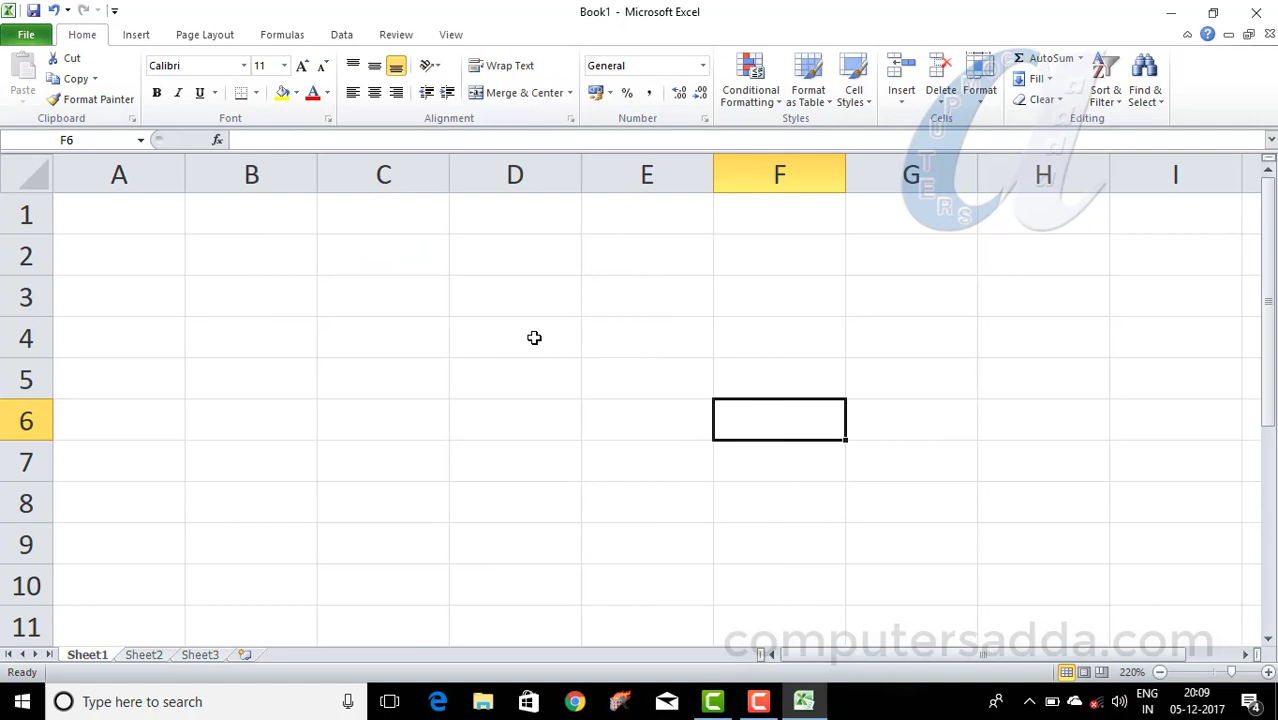 Book1 - Microsoft Excel
File Home Insert Page Layout Formulas Data Review View
Cut
Copy
Format Painter
Paste
Clipboard
Calibri 11
B I U
Font
Wrap Text
Merge & Center
Alignment
General
Number
Conditional Formatting
Format as Table
Cell Styles
Styles
Insert Delete Format
Cells
AutoSum
Fill
Clear
Sort & Filter
Find & Select
Editing
F6 fx
A B C D E F G H I
1
2
3
4
5
6
7
8
9
10
11
computersadda.com
Sheet1 Sheet2 Sheet3
Ready 220%
Type here to search
ENG
IN
20:09
05-12-2017
4